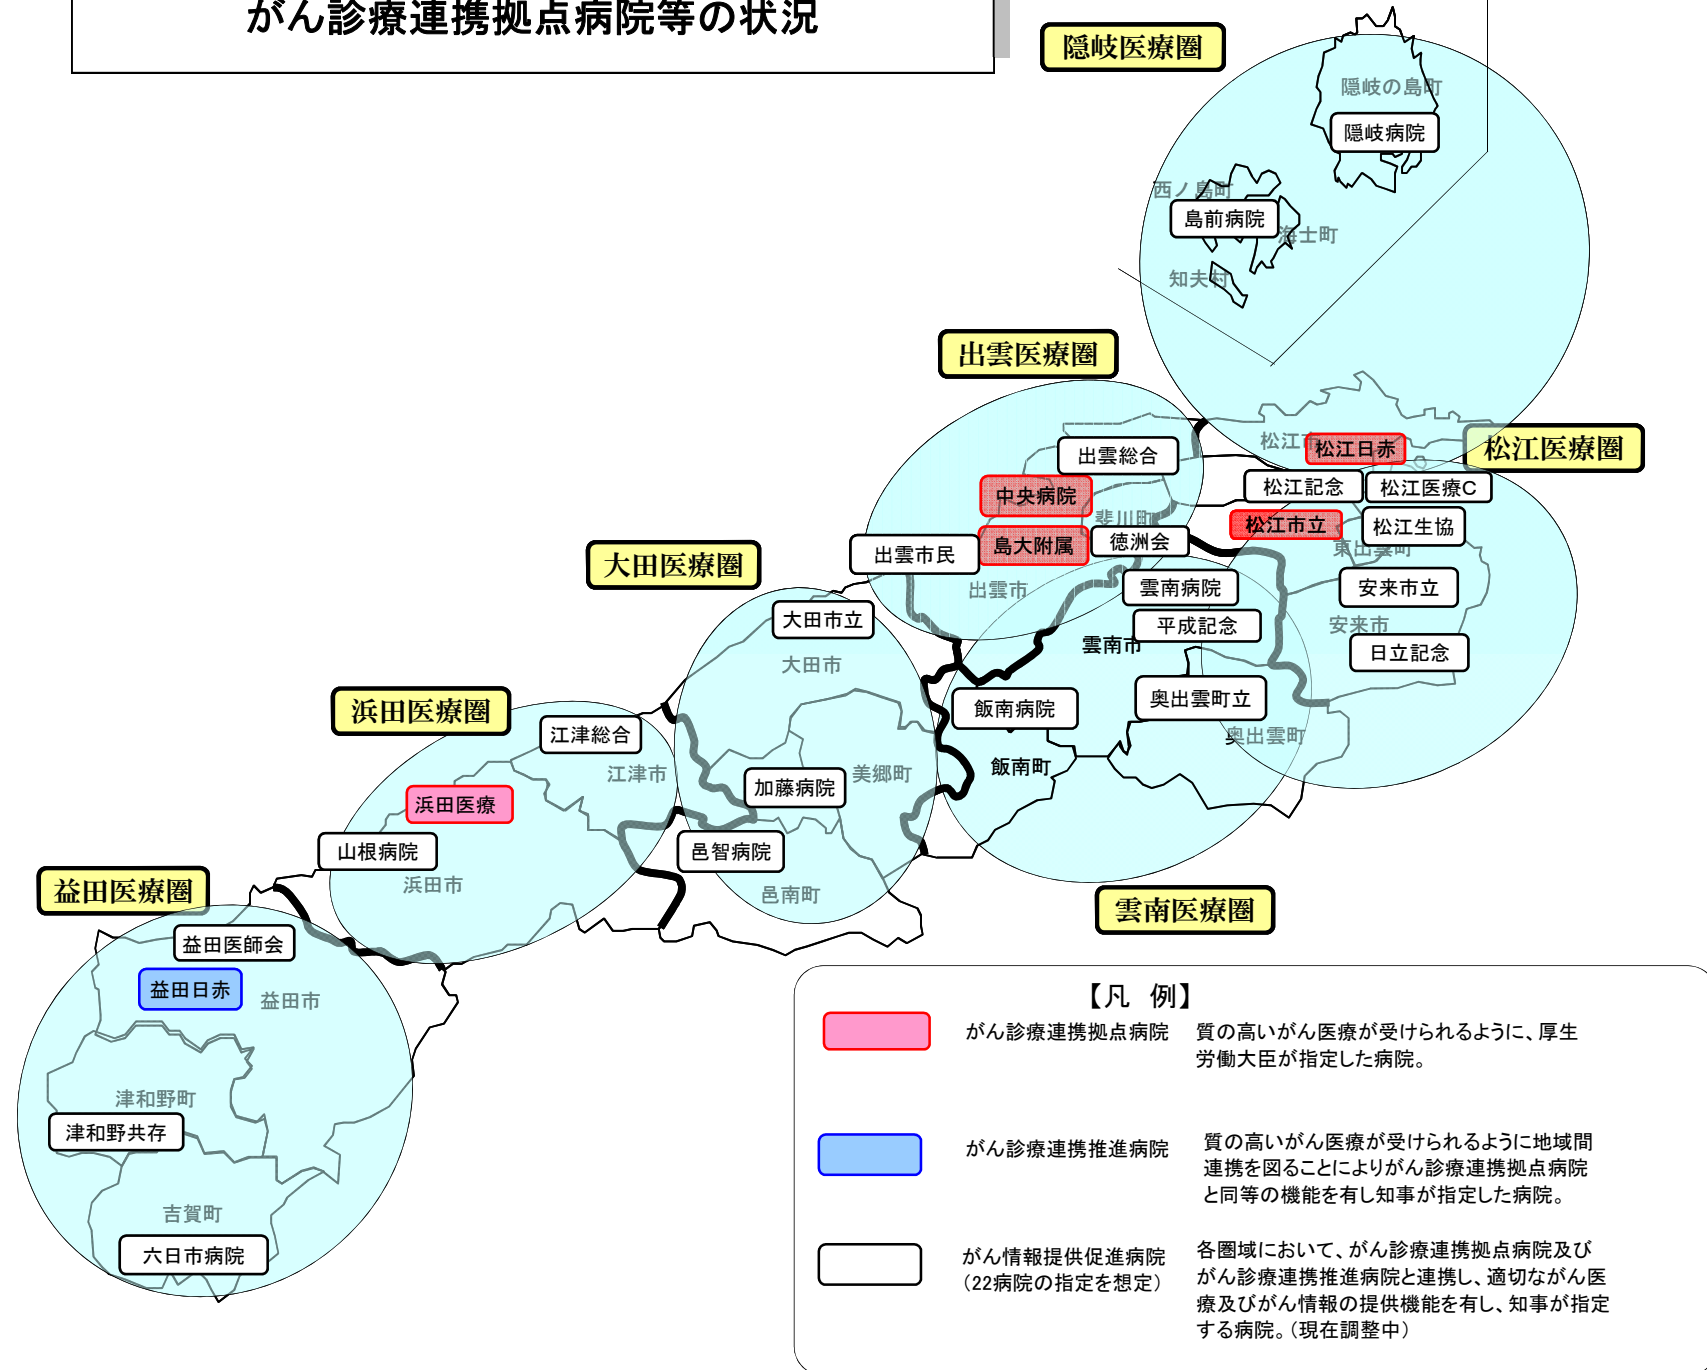 がん診療連携拠点病院等の状況
隠岐医療圏
隠岐の島町
隠岐病院
西ノ島町
島前病院
海士町
知夫村
出雲医療圏
松江医療圏
松江市
松江日赤
出雲総合
松江記念
松江医療C
中央病院
斐川町
松江市立
松江生協
出雲市民
島大附属
徳洲会
東出雲町
大田医療圏
出雲市
雲南病院
安来市立
大田市立
平成記念
安来市
雲南市
日立記念
大田市
浜田医療圏
飯南病院
奥出雲町立
江津総合
奥出雲町
江津市
美郷町
飯南町
加藤病院
浜田医療
山根病院
邑智病院
浜田市
邑南町
益田医療圏
雲南医療圏
益田医師会
益田日赤
益田市
津和野町
津和野共存
吉賀町
六日市病院
【凡 例】
がん診療連携拠点病院 質の高いがん医療が受けられるように、厚生
労働大臣が指定した病院。
がん診療連携推進病院 質の高いがん医療が受けられるように地域間
連携を図ることによりがん診療連携拠点病院
と同等の機能を有し知事が指定した病院。
がん情報提供促進病院 各圏域において、がん診療連携拠点病院及び
（22病院の指定を想定） がん診療連携推進病院と連携し、適切ながん医
療及びがん情報の提供機能を有し、知事が指定
する病院。（現在調整中）